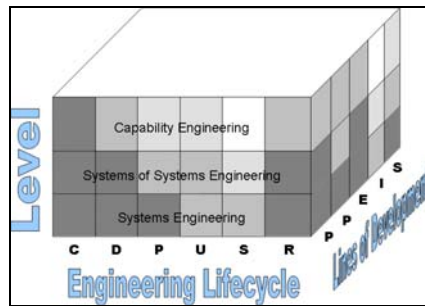 Level
Capability Engineering
Systems of Systems Engineering
Systems Engineering
C D P U S R
Engineering Lifecycle
P P E I S
Lines of Development